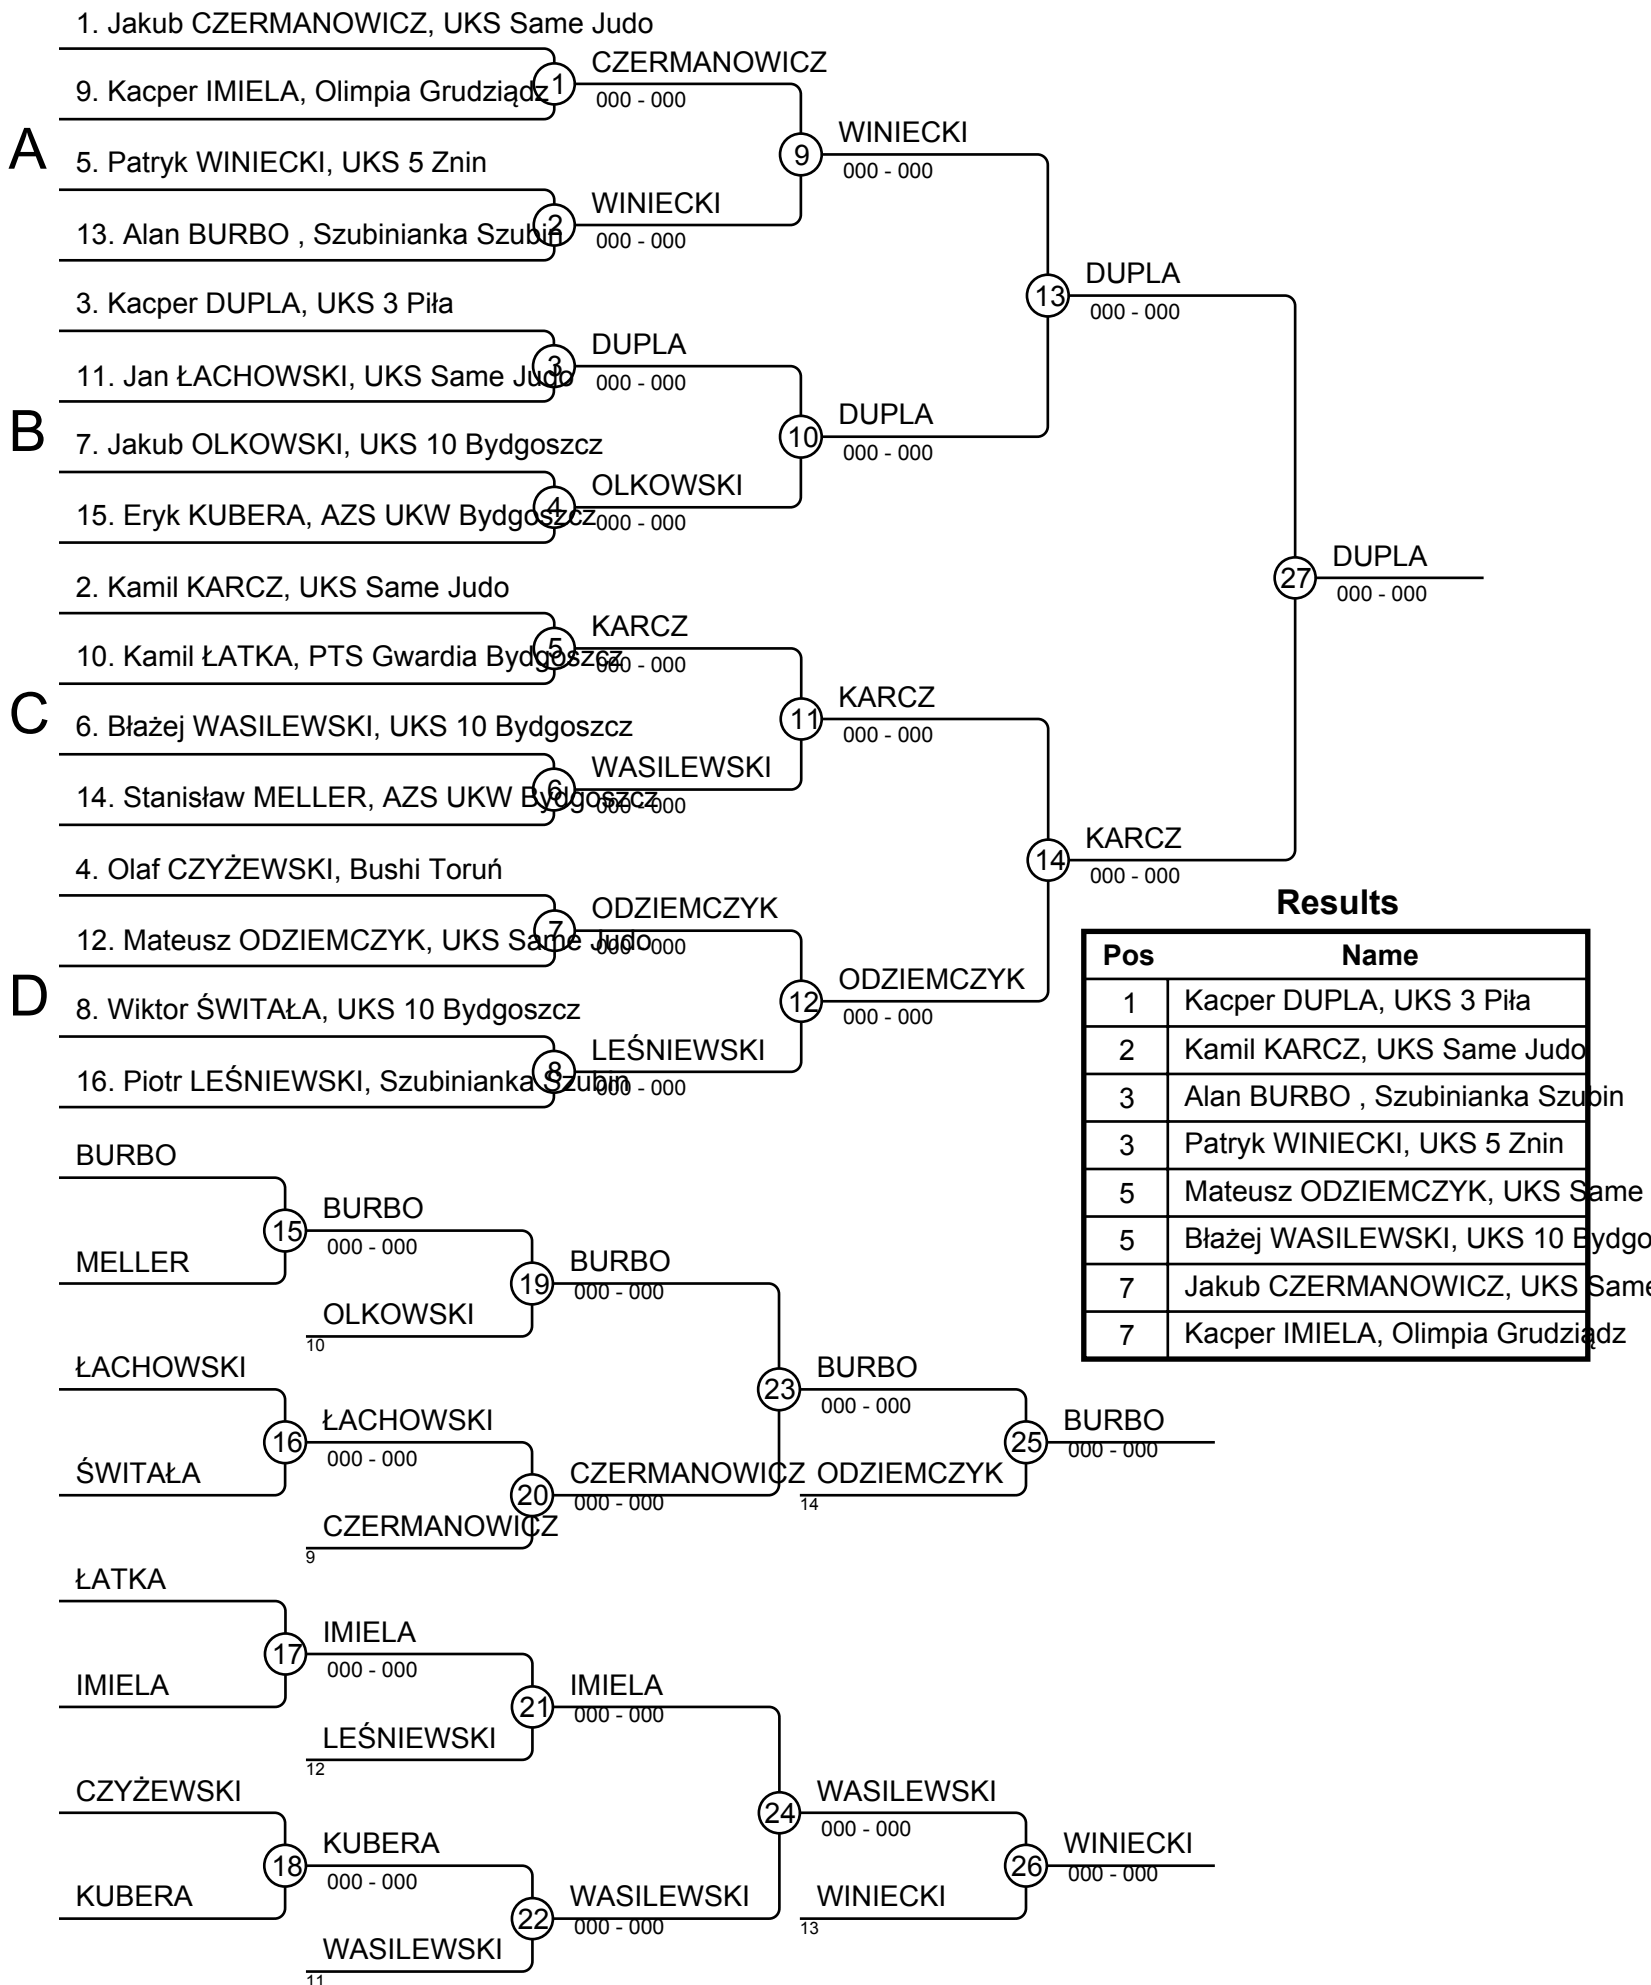 1. Jakub CZERMANOWICZ, UKS Same Judo
CZERMANOWICZ
9. Kacper IMIELA, Olimpia Grudziądz
1
000 - 000
WINIECKI
A
5. Patryk WINIECKI, UKS 5 Znin
9
000 - 000
WINIECKI
13. Alan BURBO , Szubinianka Szubin
2
000 - 000
DUPLA
3. Kacper DUPLA, UKS 3 Piła
13
000 - 000
DUPLA
11. Jan ŁACHOWSKI, UKS Same Judo
3
000 - 000
DUPLA
B
7. Jakub OLKOWSKI, UKS 10 Bydgoszcz
10
000 - 000
OLKOWSKI
15. Eryk KUBERA, AZS UKW Bydgoszcz
4
000 - 000
DUPLA
2. Kamil KARCZ, UKS Same Judo
27
000 - 000
KARCZ
10. Kamil ŁATKA, PTS Gwardia Bydgoszcz
5
000 - 000
KARCZ
C
6. Błażej WASILEWSKI, UKS 10 Bydgoszcz
11
000 - 000
WASILEWSKI
14. Stanisław MELLER, AZS UKW Bydgoszcz
6
000 - 000
KARCZ
4. Olaf CZYŻEWSKI, Bushi Toruń
14
000 - 000
ODZIEMCZYK
12. Mateusz ODZIEMCZYK, UKS Same Judo
7
000 - 000
ODZIEMCZYK
D
8. Wiktor ŚWITAŁA, UKS 10 Bydgoszcz
12
000 - 000
LEŚNIEWSKI
16. Piotr LEŚNIEWSKI, Szubinianka Szubin
8
000 - 000
Results
Pos Name
1 Kacper DUPLA, UKS 3 Piła
2 Kamil KARCZ, UKS Same Judo
3 Alan BURBO , Szubinianka Szubin
3 Patryk WINIECKI, UKS 5 Znin
5 Mateusz ODZIEMCZYK, UKS Same
5 Błażej WASILEWSKI, UKS 10 Bydgo
7 Jakub CZERMANOWICZ, UKS Same
7 Kacper IMIELA, Olimpia Grudziądz
BURBO
BURBO
15
000 - 000
MELLER
BURBO
19
000 - 000
OLKOWSKI
10
ŁACHOWSKI
BURBO
23
000 - 000
ŁACHOWSKI
16
000 - 000
BURBO
25
000 - 000
ŚWITAŁA
CZERMANOWICZ
20
000 - 000
ODZIEMCZYK
14
CZERMANOWICZ
9
ŁATKA
IMIELA
17
000 - 000
IMIELA
IMIELA
21
000 - 000
LEŚNIEWSKI
12
CZYŻEWSKI
WASILEWSKI
24
000 - 000
KUBERA
18
000 - 000
WINIECKI
26
000 - 000
KUBERA
WASILEWSKI
22
000 - 000
WINIECKI
13
WASILEWSKI
11